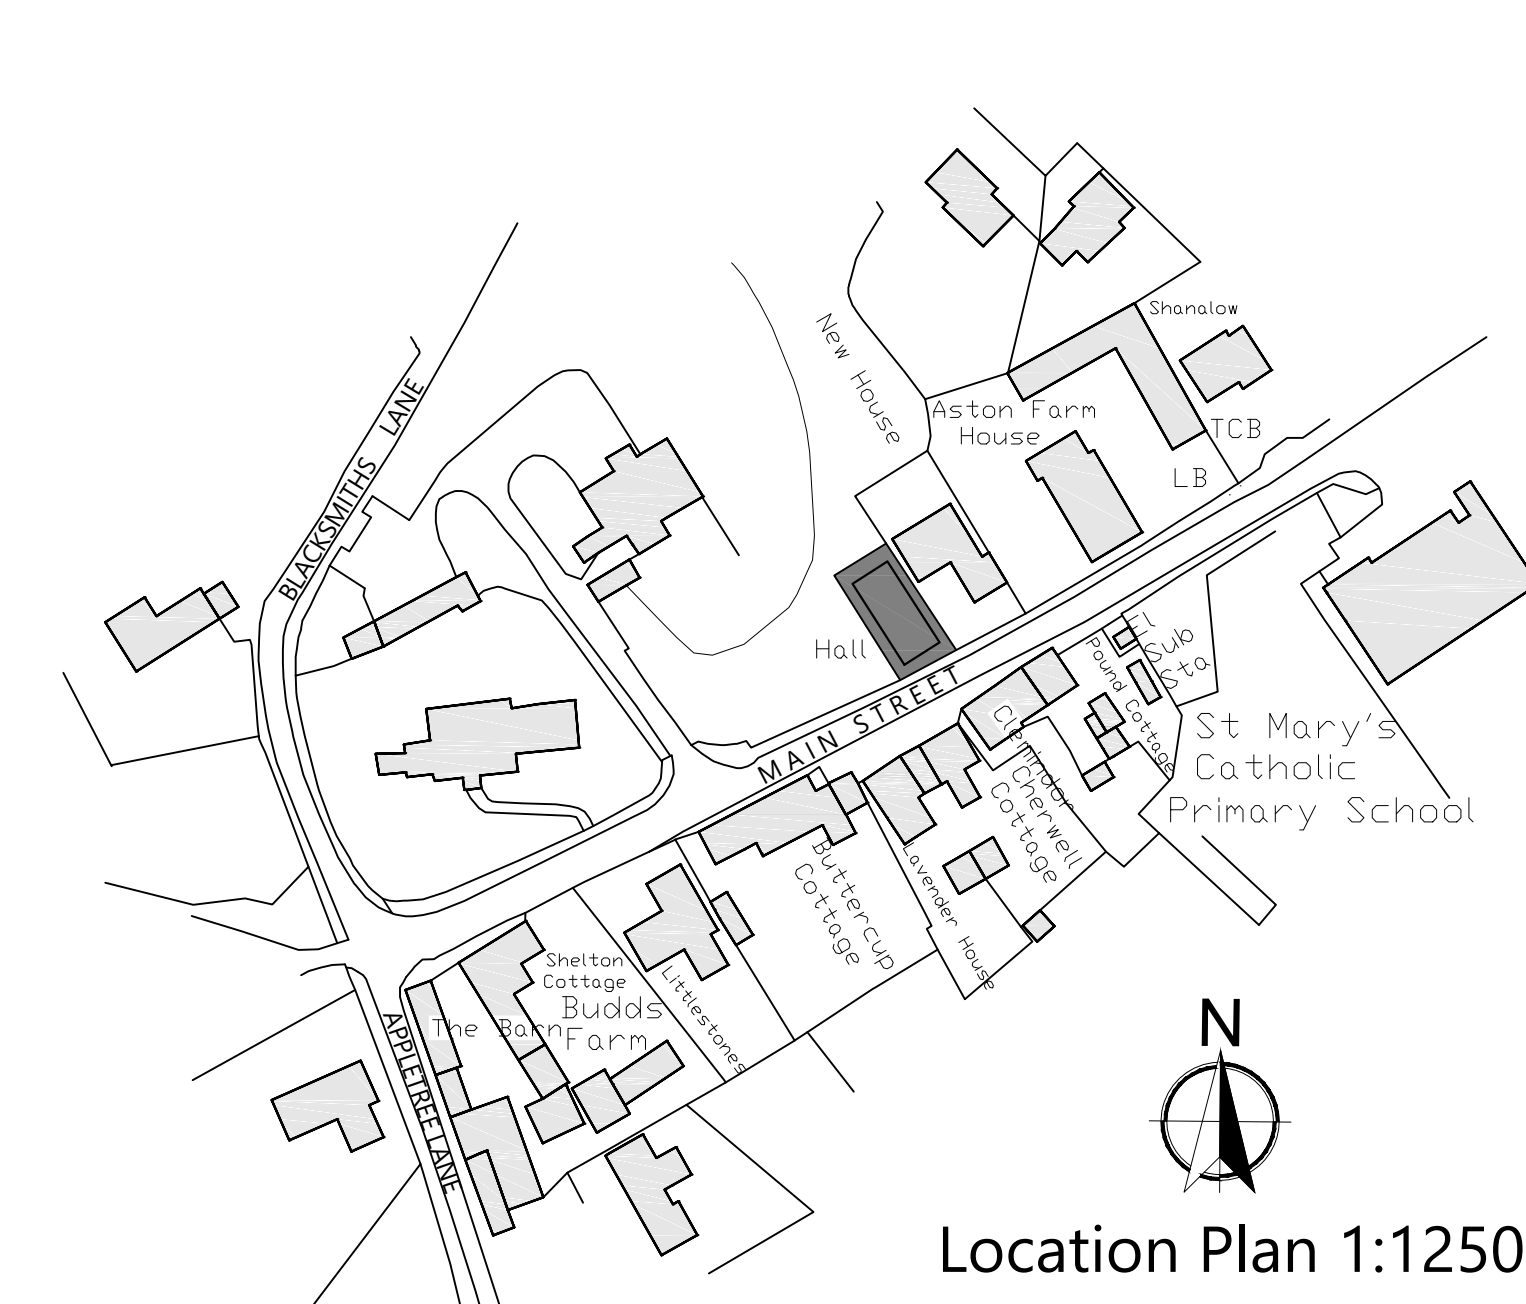 Shanalow
New House
Aston Farm
House
TCB
LB
BLACKSMITHS LANE
Hall
El
Sub
Sta
Pound Cottage
MAIN STREET
St Mary's
Catholic
Primary School
Clemindor
Cherwell
Cottage
Buttercup
Cottage
Lavender House
Shelton
Cottage
Littlestones
Budds
Farm
The Barn
APPLETREE LANE
N
Location Plan 1:1250